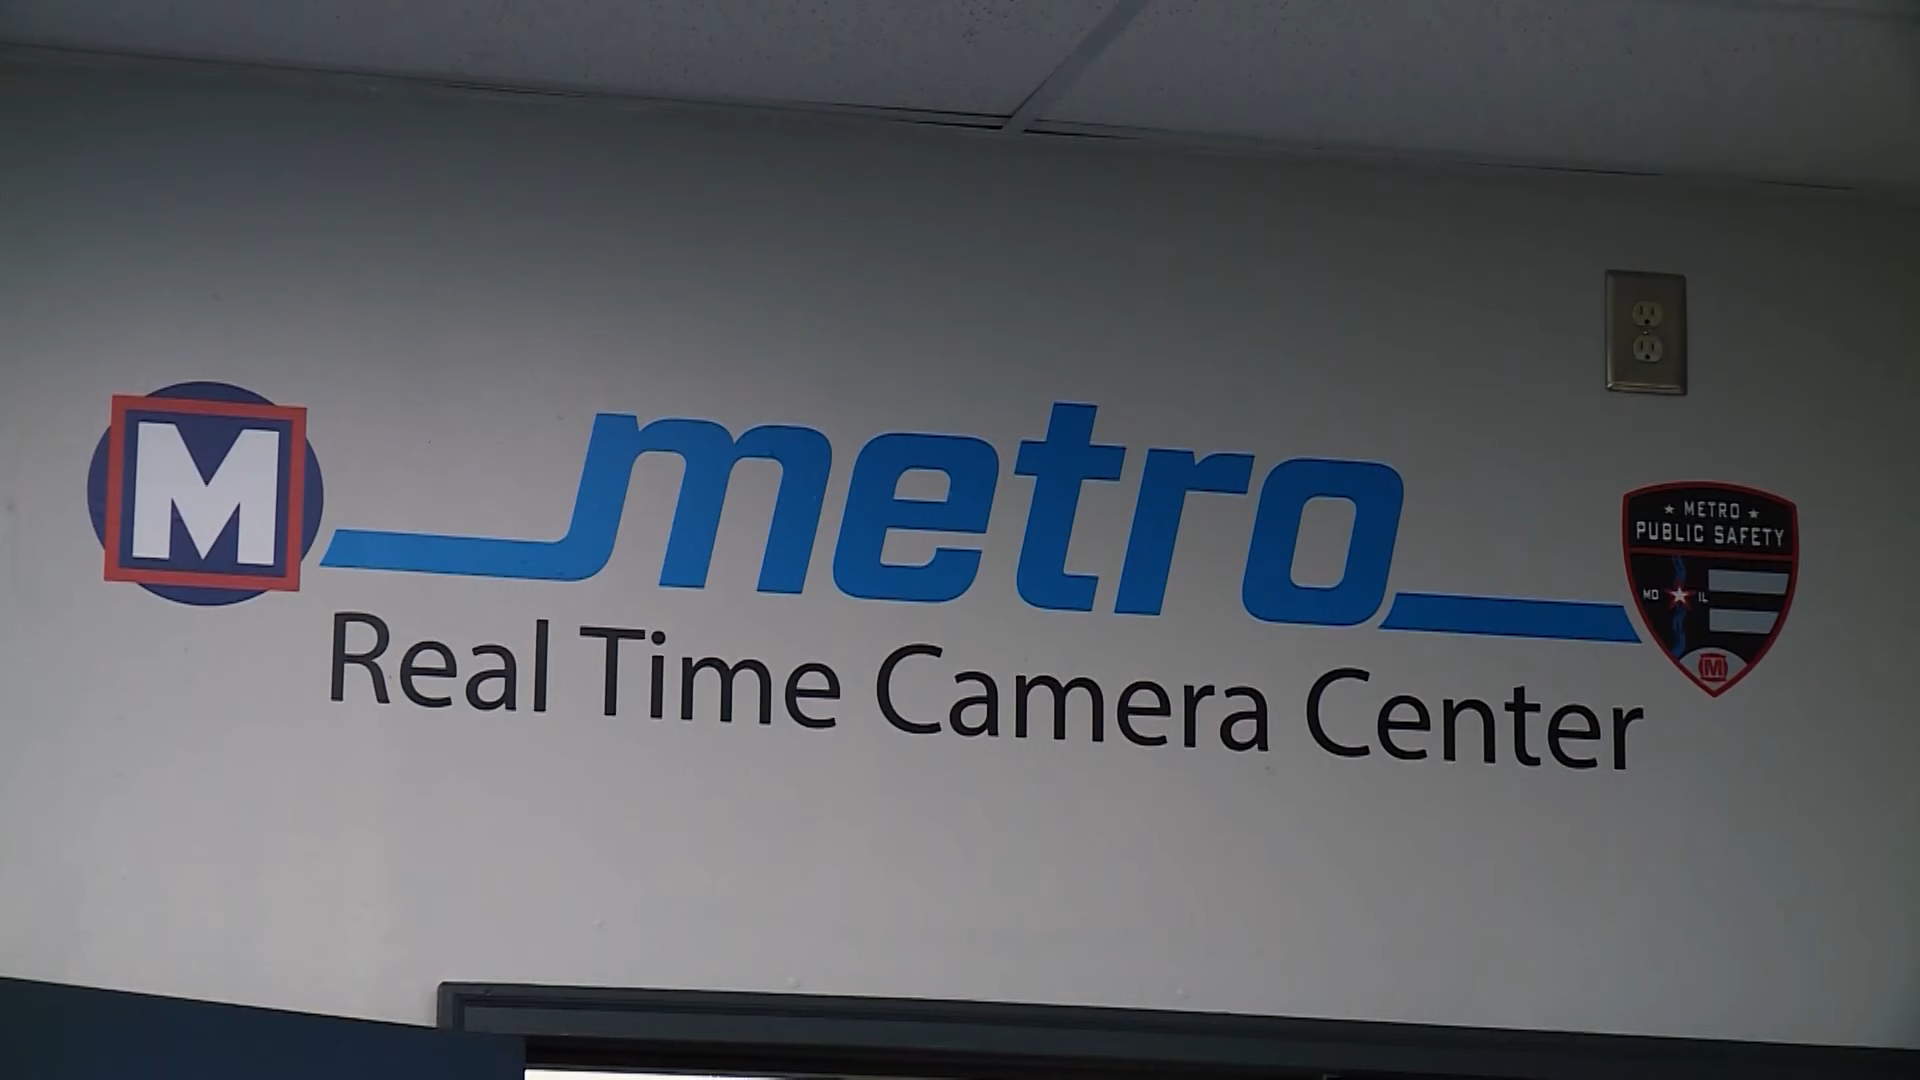 M
metro
Real Time Camera Center
METRO
PUBLIC SAFETY
MO IL
M